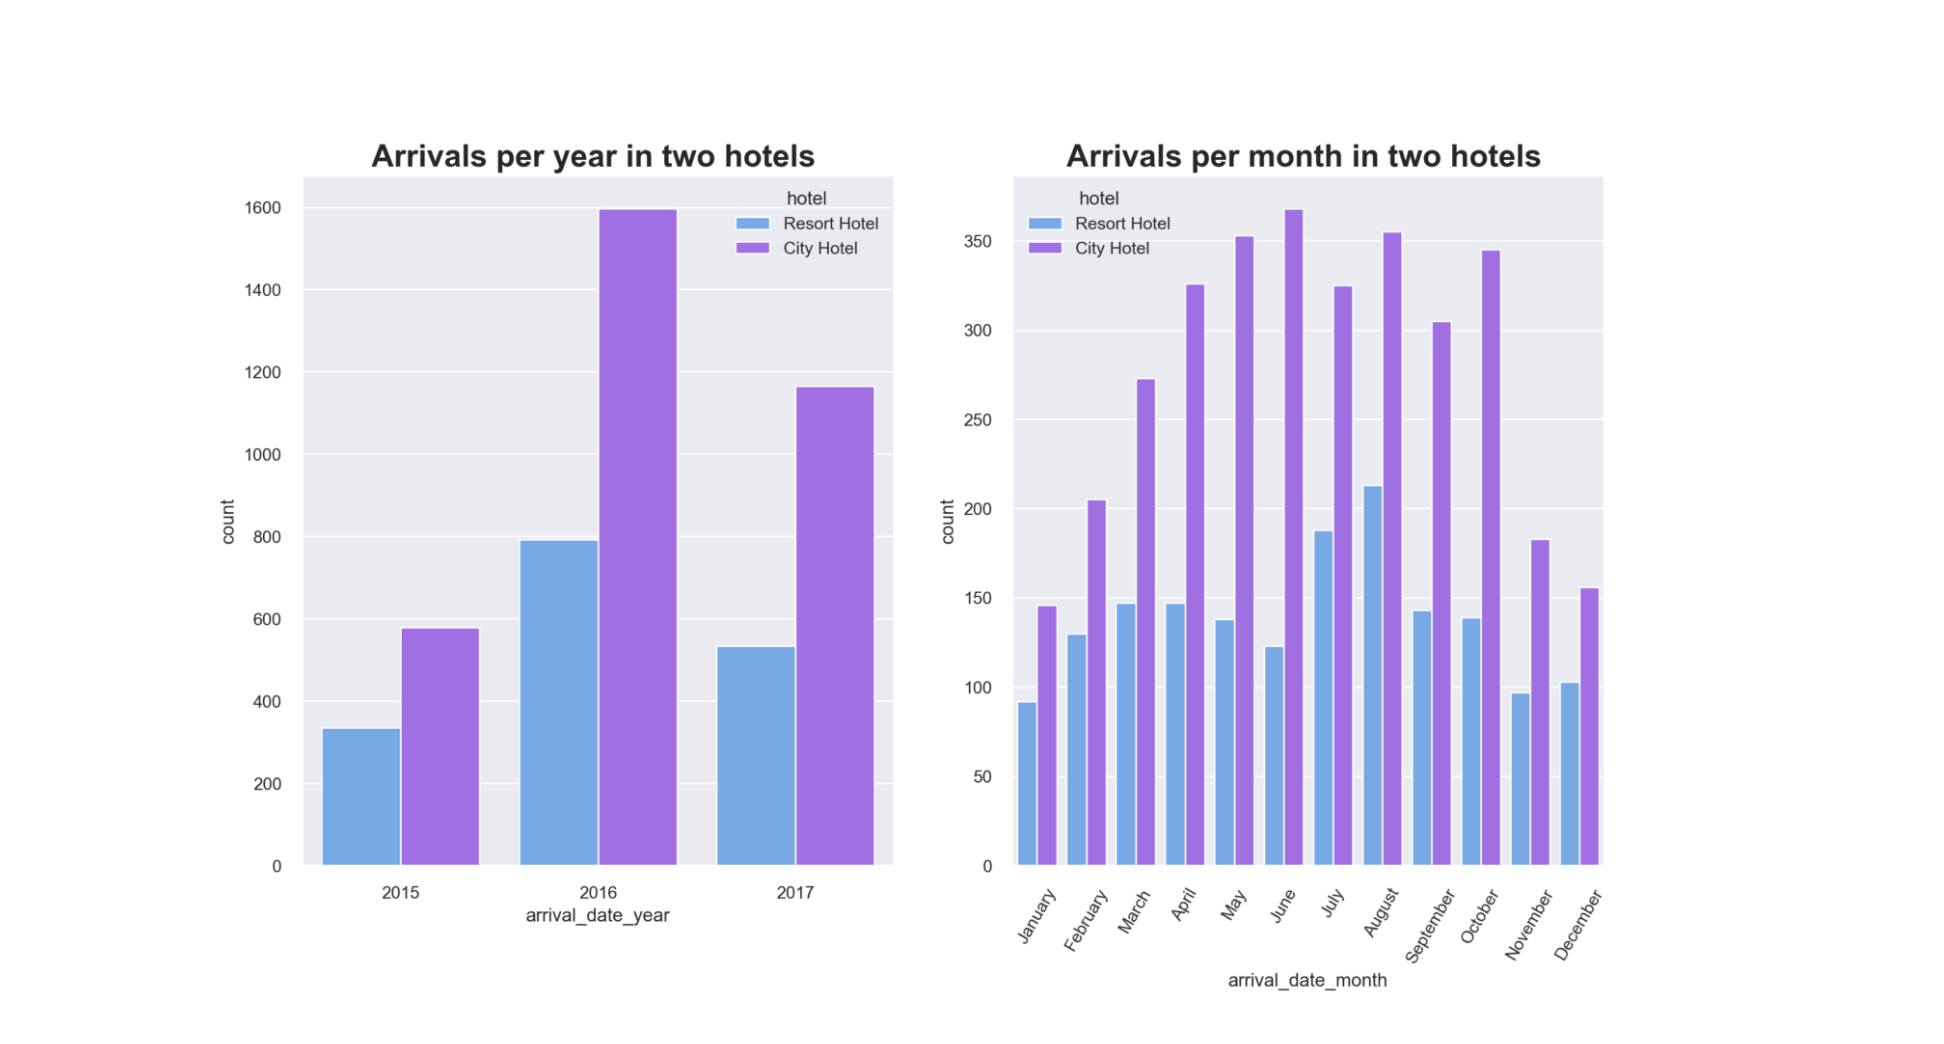 Arrivals per year in two hotels
hotel
Resort Hotel
City Hotel
1600
1400
1200
1000
800
600
400
200
0
count
2015 2016 2017
arrival_date_year
Arrivals per month in two hotels
hotel
Resort Hotel
City Hotel
350
300
250
200
150
100
50
0
count
January February March April May June July August September October November December
arrival_date_month